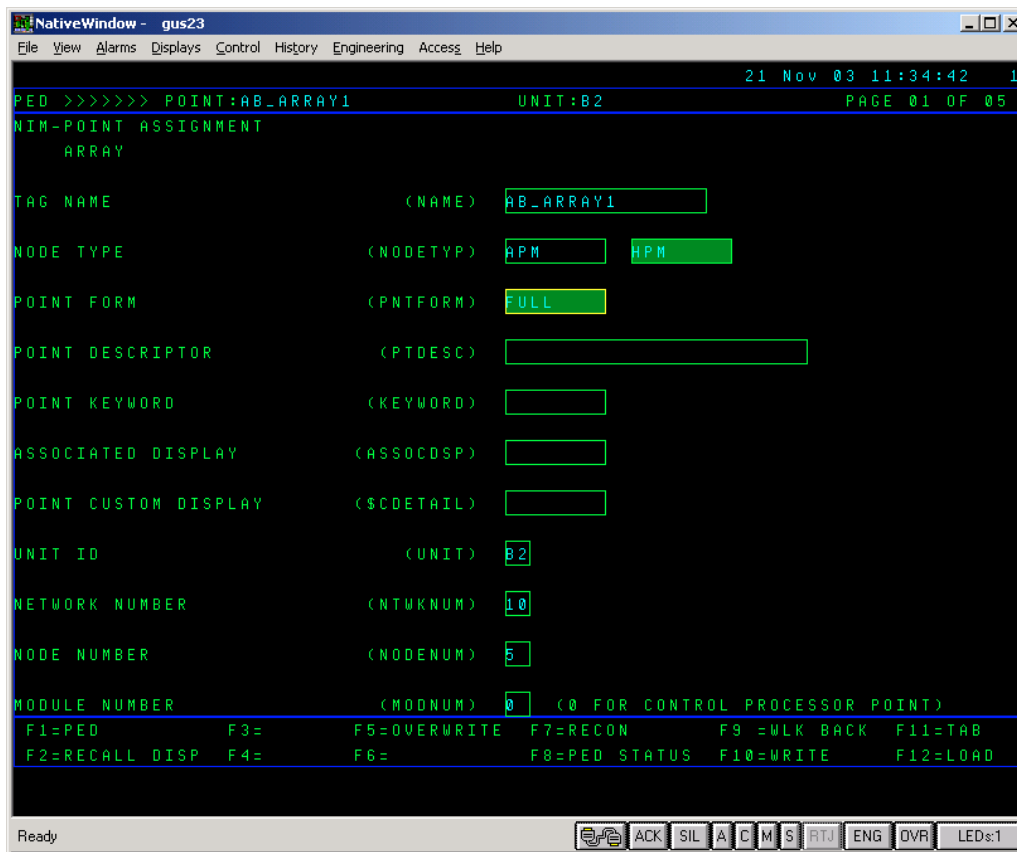 NativeWindow - gus23
File View Alarms Displays Control History Engineering Access Help
21 Nov 03 11:34:42 1
PED >>>>>>> POINT:AB_ARRAY1 UNIT:B2 PAGE 01 OF 05
NIM-POINT ASSIGNMENT
ARRAY
TAG NAME (NAME) AB_ARRAY1
NODE TYPE (NODETYP) APM HPM
POINT FORM (PNTFORM) FULL
POINT DESCRIPTOR (PTDESC)
POINT KEYWORD (KEYWORD)
ASSOCIATED DISPLAY (ASSOCDSP)
POINT CUSTOM DISPLAY ($CDETAIL)
UNIT ID (UNIT) B2
NETWORK NUMBER (NTWKNUM) 10
NODE NUMBER (NODENUM) 5
MODULE NUMBER (MODNUM) 0 (0 FOR CONTROL PROCESSOR POINT)
F1=PED F3= F5=OVERWRITE F7=RECON F9 =WLK BACK F11=TAB
F2=RECALL DISP F4= F6= F8=PED STATUS F10=WRITE F12=LOAD
Ready ACK SIL A C M S RTJ ENG OVR LEDs:1